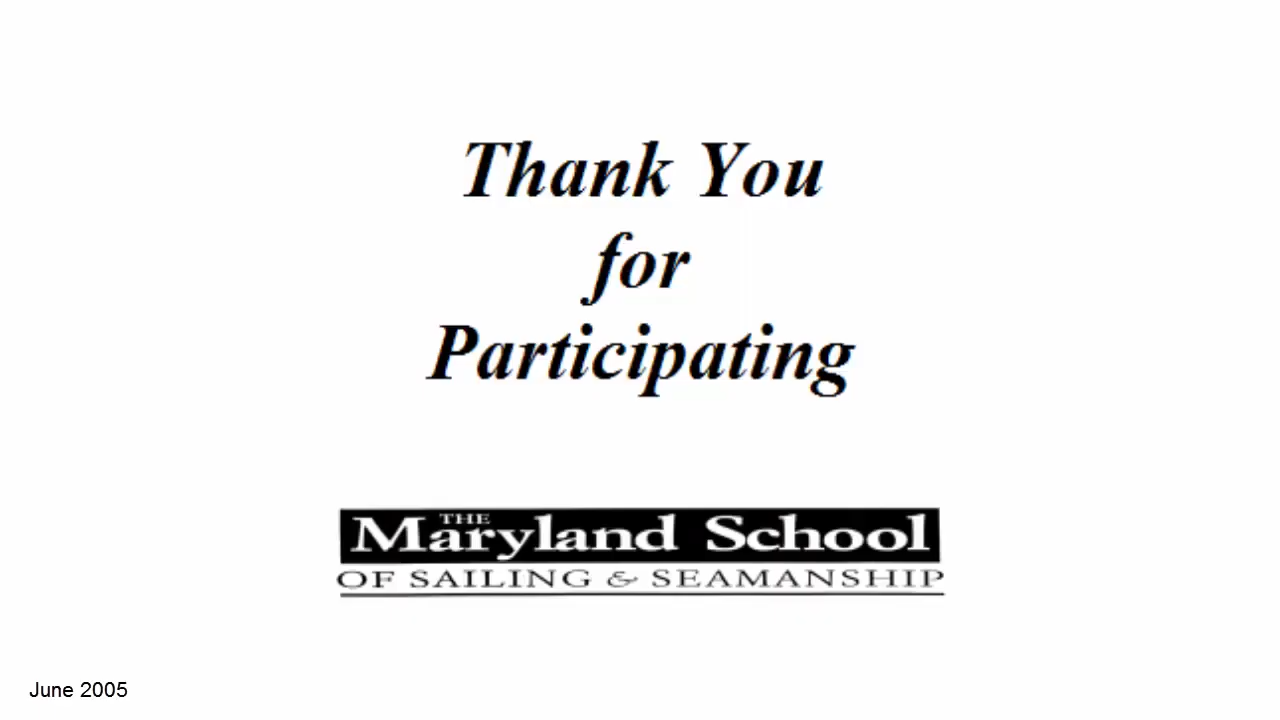 Thank You
for
Participating
THE
Maryland School
OF SAILING & SEAMANSHIP
June 2005